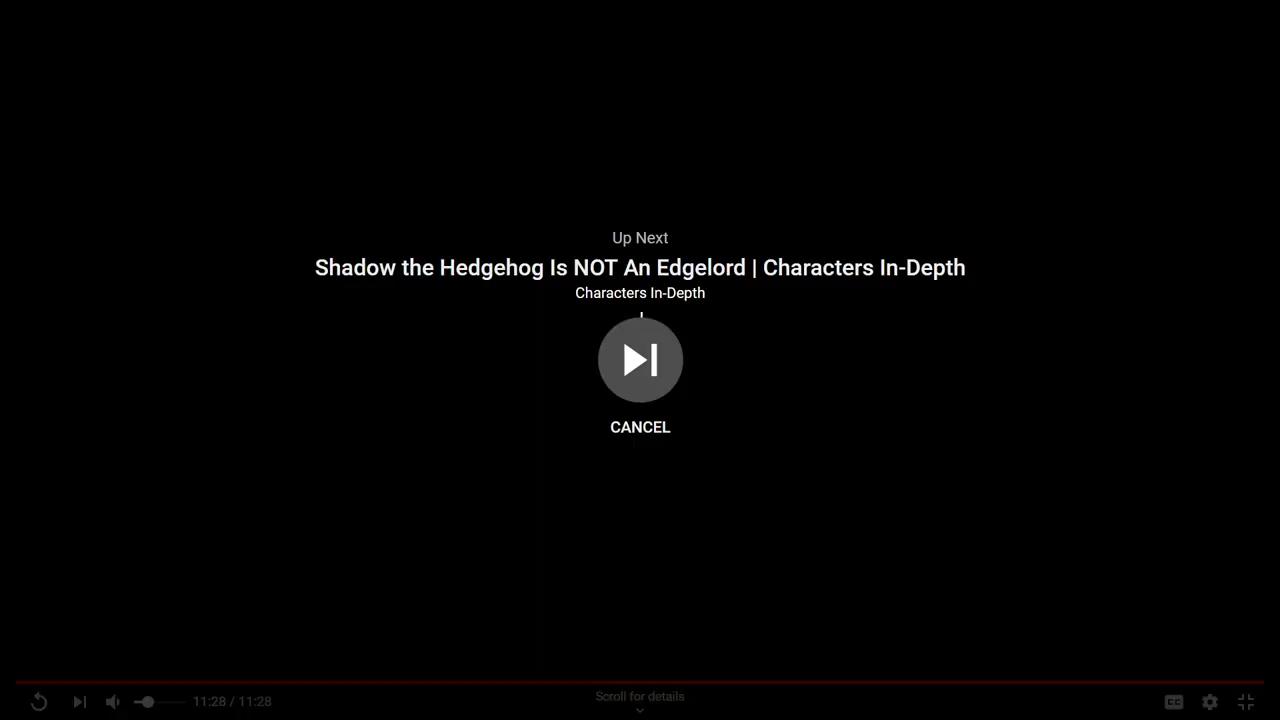 Up Next
Shadow the Hedgehog Is NOT An Edgelord | Characters In-Depth
Characters In-Depth
CANCEL
11:28 / 11:28
Scroll for details
CC